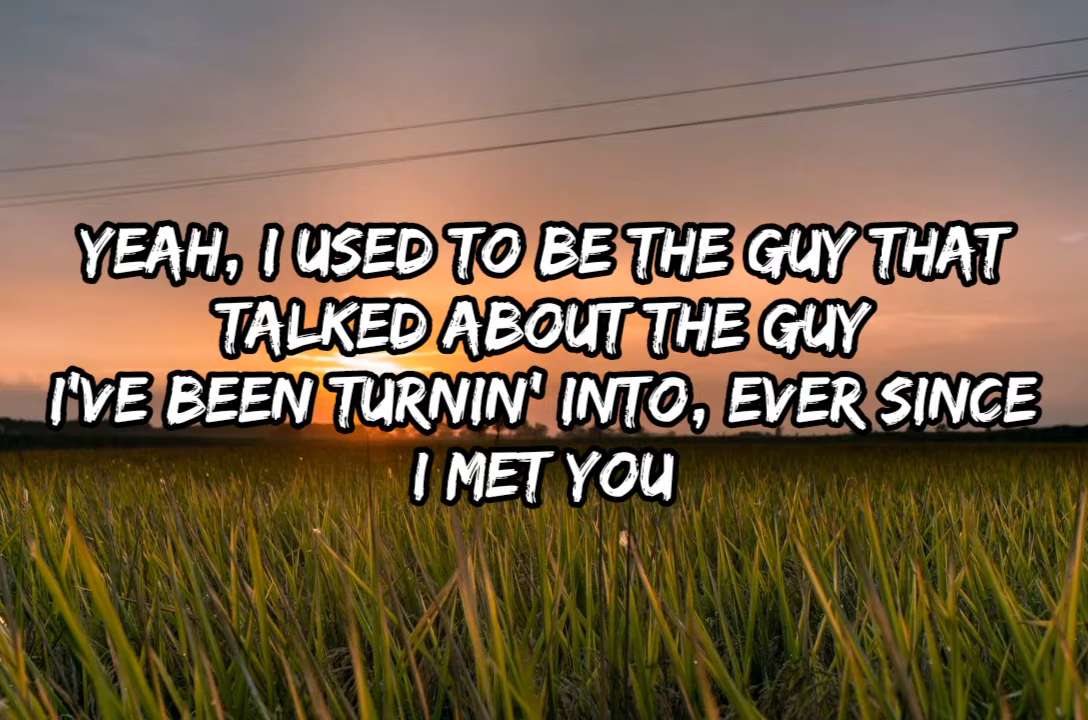 YEAH, I USED TO BE THE GUY THAT
TALKED ABOUT THE GUY
I'VE BEEN TURNIN' INTO, EVER SINCE
I MET YOU